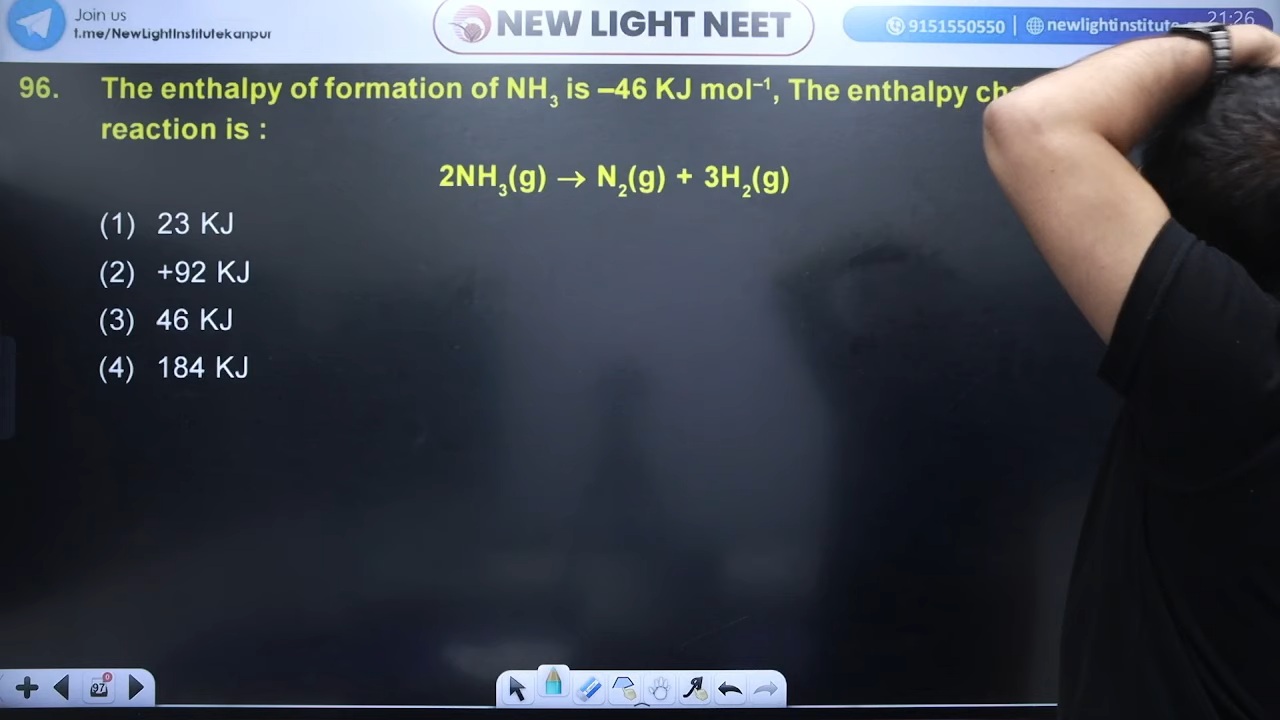 Join us
t.me/NewLightInstitutekanpur
NEW LIGHT NEET
9151550550 | newlightinstitute
21:26
96. The enthalpy of formation of NH₃ is –46 KJ mol⁻¹, The enthalpy
reaction is :
2NH₃(g) → N₂(g) + 3H₂(g)
(1) 23 KJ
(2) +92 KJ
(3) 46 KJ
(4) 184 KJ
97